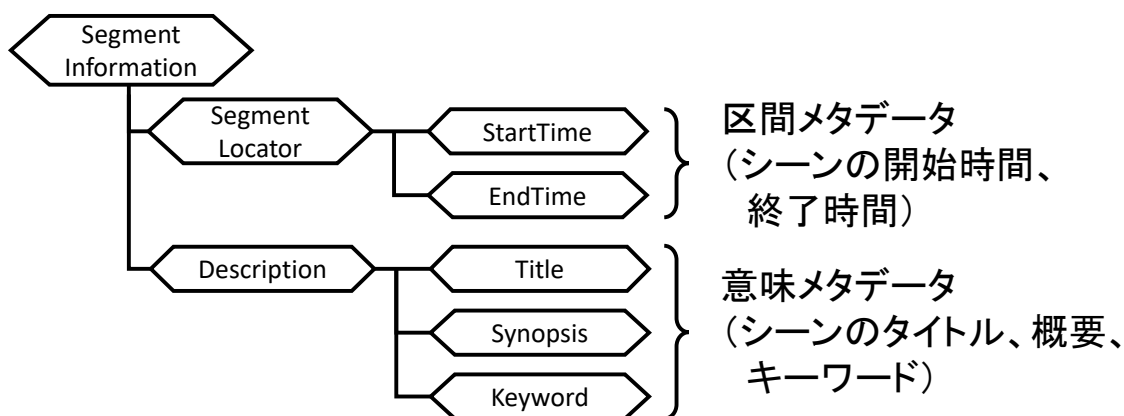 Segment
Information
Segment
Locator
StartTime
EndTime
区間メタデータ
（シーンの開始時間、
終了時間）
Description
Title
Synopsis
Keyword
意味メタデータ
（シーンのタイトル、概要、
キーワード）